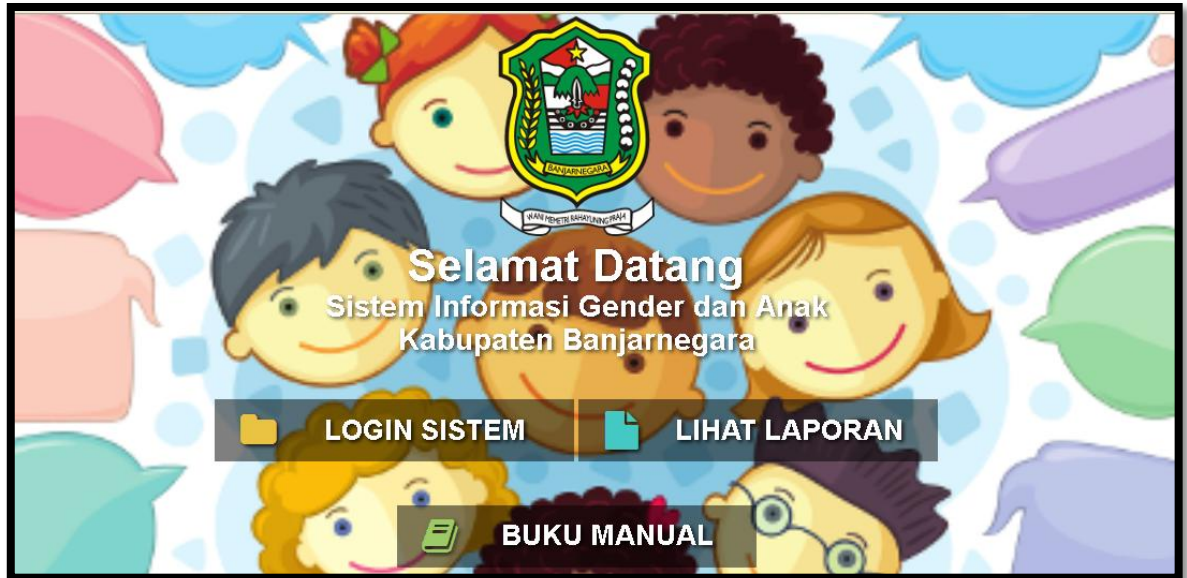 BANJARNEGARA
WANI MEMETRI RAHAYUNING PRAJA
Selamat Datang
Sistem Informasi Gender dan Anak
Kabupaten Banjarnegara
LOGIN SISTEM
LIHAT LAPORAN
BUKU MANUAL